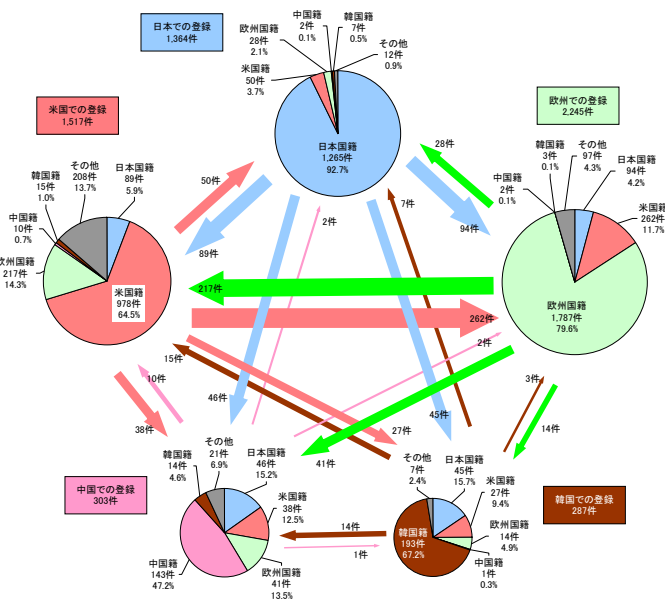 日本での登録
1,364件
欧州国籍
28件
2.1%
中国籍
2件
0.1%
韓国籍
7件
0.5%
その他
12件
0.9%
米国籍
50件
3.7%
日本国籍
1,265件
92.7%
米国での登録
1,517件
韓国籍
15件
1.0%
その他
208件
13.7%
日本国籍
89件
5.9%
中国籍
10件
0.7%
欧州国籍
217件
14.3%
米国籍
978件
64.5%
欧州での登録
2,245件
韓国籍
3件
0.1%
その他
97件
4.3%
日本国籍
94件
4.2%
中国籍
2件
0.1%
米国籍
262件
11.7%
欧州国籍
1,787件
79.6%
50件
89件
28件
94件
2件
7件
217件
262件
2件
15件
10件
38件
46件
45件
27件
41件
3件
14件
14件
1件
中国での登録
303件
韓国籍
14件
4.6%
その他
21件
6.9%
日本国籍
46件
15.2%
米国籍
38件
12.5%
欧州国籍
41件
13.5%
中国籍
143件
47.2%
韓国での登録
287件
その他
7件
2.4%
日本国籍
45件
15.7%
米国籍
27件
9.4%
欧州国籍
14件
4.9%
中国籍
1件
0.3%
韓国籍
193件
67.2%